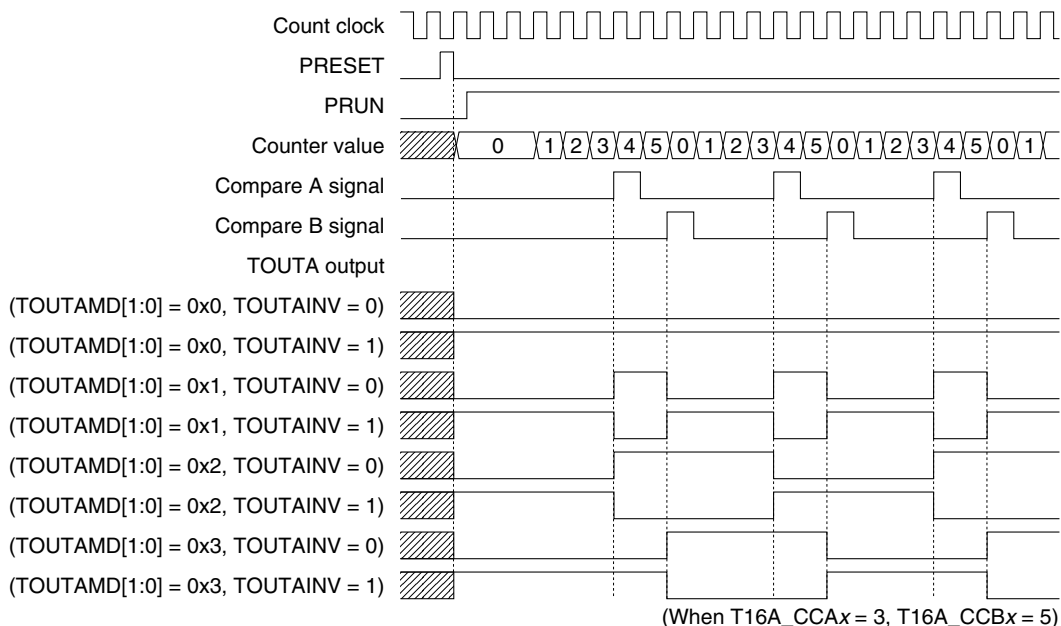 Count clock
PRESET
PRUN
Counter value 0 1 2 3 4 5 0 1 2 3 4 5 0 1 2 3 4 5 0 1
Compare A signal
Compare B signal
TOUTA output
(TOUTAMD[1:0] = 0x0, TOUTAINV = 0)
(TOUTAMD[1:0] = 0x0, TOUTAINV = 1)
(TOUTAMD[1:0] = 0x1, TOUTAINV = 0)
(TOUTAMD[1:0] = 0x1, TOUTAINV = 1)
(TOUTAMD[1:0] = 0x2, TOUTAINV = 0)
(TOUTAMD[1:0] = 0x2, TOUTAINV = 1)
(TOUTAMD[1:0] = 0x3, TOUTAINV = 0)
(TOUTAMD[1:0] = 0x3, TOUTAINV = 1)
(When T16A_CCAx = 3, T16A_CCBx = 5)